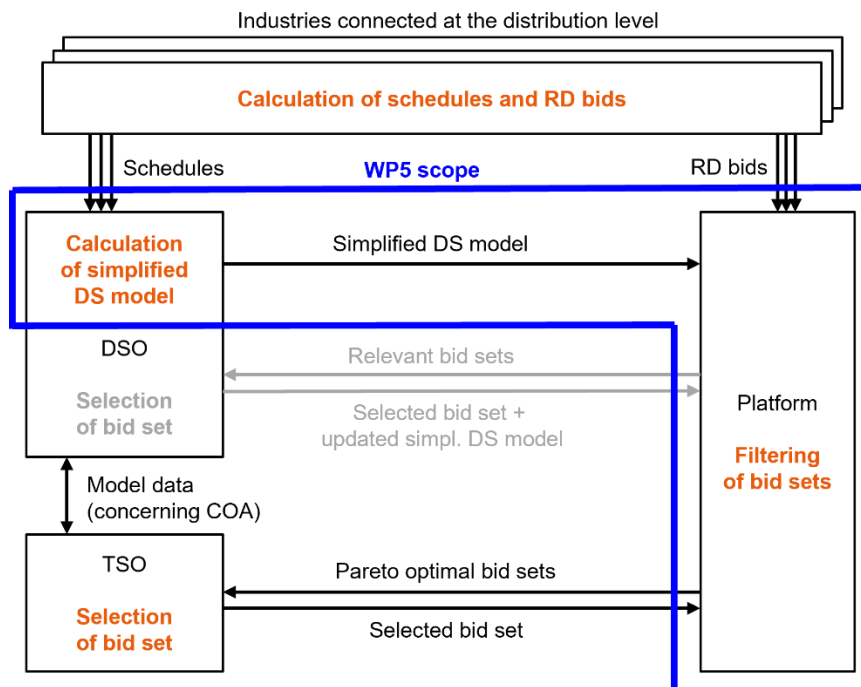 Industries connected at the distribution level
Calculation of schedules and RD bids
Schedules
WP5 scope
RD bids
Calculation
of simplified
DS model
Simplified DS model
DSO
Relevant bid sets
Selection
of bid set
Selected bid set +
updated simpl. DS model
Platform
Filtering
of bid sets
Model data
(concerning COA)
TSO
Pareto optimal bid sets
Selection
of bid set
Selected bid set